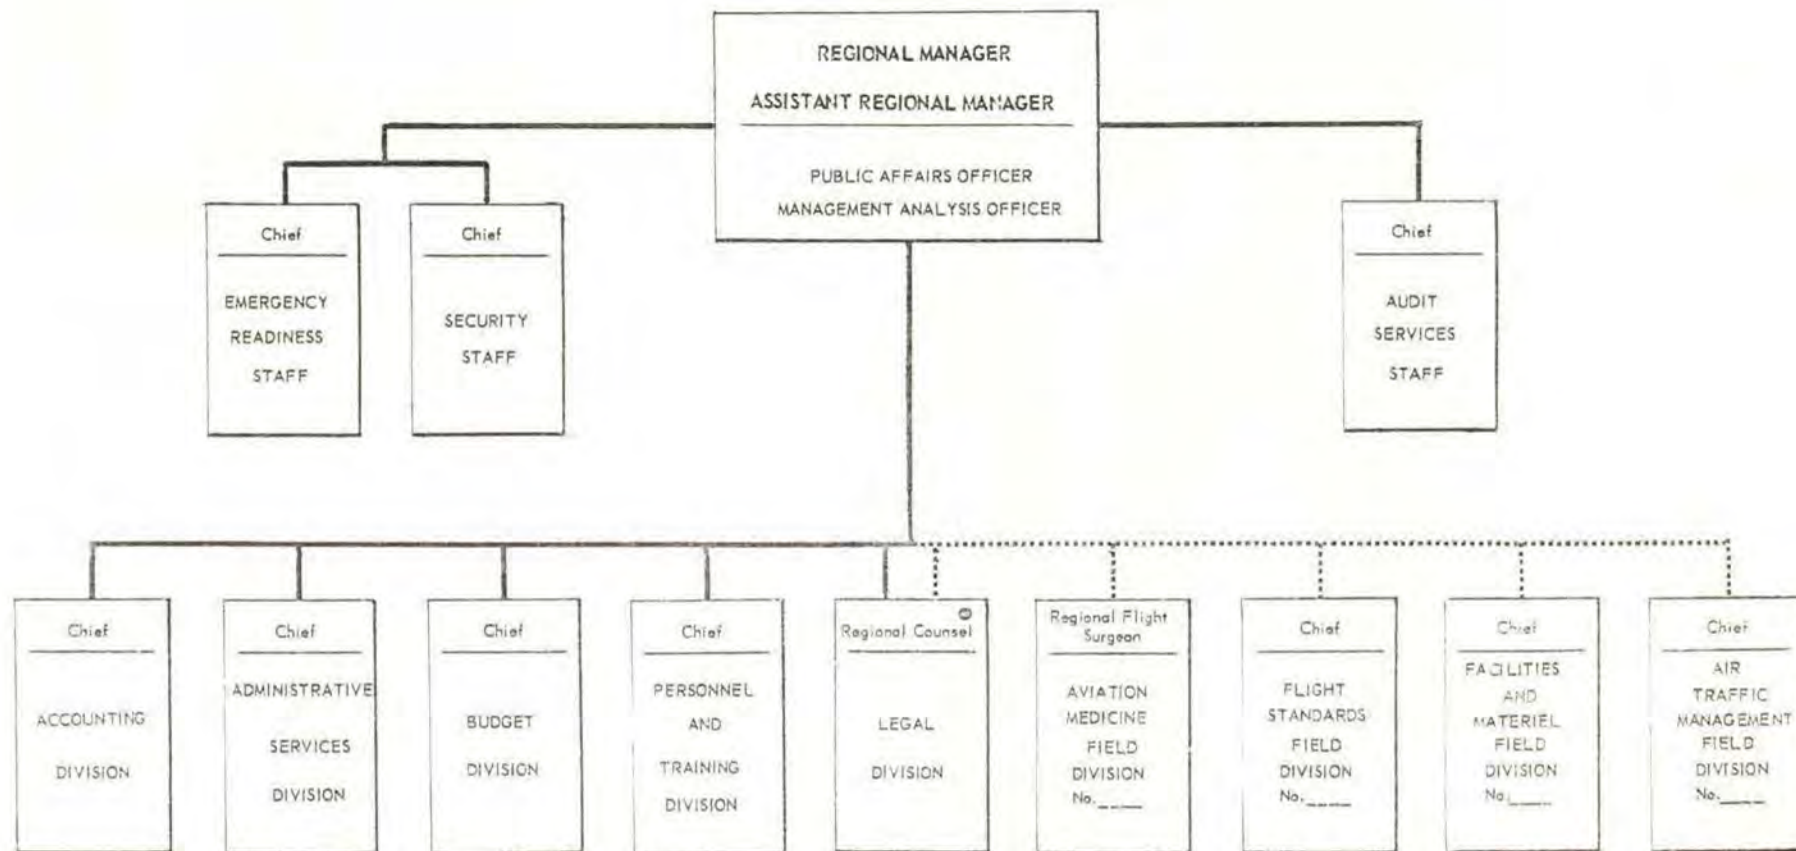 REGIONAL MANAGER
ASSISTANT REGIONAL MANAGER
PUBLIC AFFAIRS OFFICER
MANAGEMENT ANALYSIS OFFICER
Chief
EMERGENCY
READINESS
STAFF
Chief
SECURITY
STAFF
Chief
AUDIT
SERVICES
STAFF
Chief
ACCOUNTING
DIVISION
Chief
ADMINISTRATIVE
SERVICES
DIVISION
Chief
BUDGET
DIVISION
Chief
PERSONNEL
AND
TRAINING
DIVISION
Regional Counsel
LEGAL
DIVISION
Regional Flight
Surgeon
AVIATION
MEDICINE
FIELD
DIVISION
No.____
Chief
FLIGHT
STANDARDS
FIELD
DIVISION
No.____
Chief
FACILITIES
AND
MATERIEL
FIELD
DIVISION
No.____
Chief
AIR
TRAFFIC
MANAGEMENT
FIELD
DIVISION
No.____